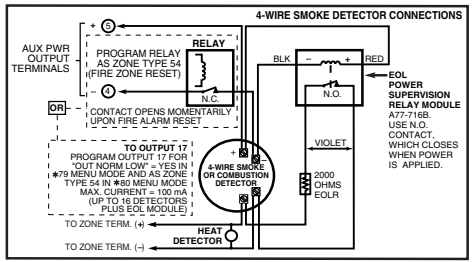 4-WIRE SMOKE DETECTOR CONNECTIONS
+ 5
AUX PWR
OUTPUT
TERMINALS
– 4
RELAY
PROGRAM RELAY
AS ZONE TYPE 54
(FIRE ZONE RESET)
N.C.
CONTACT OPENS MOMENTARILY
UPON FIRE ALARM RESET
OR
BLK
– +
RED
N.O.
EOL
POWER
SUPERVISION
RELAY MODULE
A77-716B.
USE N.O.
CONTACT,
WHICH CLOSES
WHEN POWER
IS APPLIED.
VIOLET
TO OUTPUT 17
PROGRAM OUTPUT 17 FOR
"OUT NORM LOW" = YES IN
✱79 MENU MODE AND AS ZONE
TYPE 54 IN ✱80 MENU MODE
MAX. CURRENT = 100 mA
(UP TO 16 DETECTORS
PLUS EOL MODULE)
+ –
4-WIRE SMOKE
OR COMBUSTION
DETECTOR
2000
OHMS
EOLR
TO ZONE TERM. (+)
HEAT
DETECTOR
TO ZONE TERM. (–)